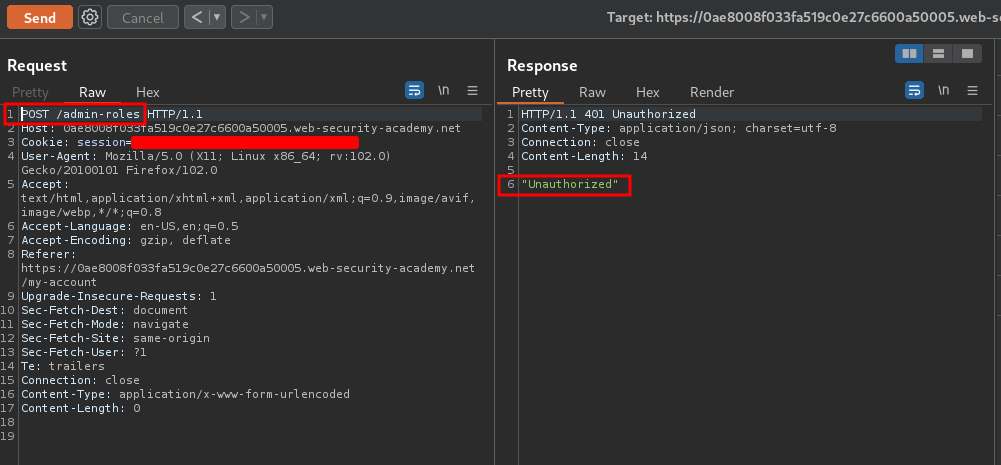 Send Cancel < ▼ > ▼ Target: https://0ae8008f033fa519c0e27c6600a50005.web-s
Request
Pretty Raw Hex \n
1 POST /admin-roles HTTP/1.1
2 Host: 0ae8008f033fa519c0e27c6600a50005.web-security-academy.net
3 Cookie: session=
4 User-Agent: Mozilla/5.0 (X11; Linux x86_64; rv:102.0)
Gecko/20100101 Firefox/102.0
5 Accept:
text/html,application/xhtml+xml,application/xml;q=0.9,image/avif,
image/webp,*/*;q=0.8
6 Accept-Language: en-US,en;q=0.5
7 Accept-Encoding: gzip, deflate
8 Referer:
https://0ae8008f033fa519c0e27c6600a50005.web-security-academy.net
/my-account
9 Upgrade-Insecure-Requests: 1
10 Sec-Fetch-Dest: document
11 Sec-Fetch-Mode: navigate
12 Sec-Fetch-Site: same-origin
13 Sec-Fetch-User: ?1
14 Te: trailers
15 Connection: close
16 Content-Type: application/x-www-form-urlencoded
17 Content-Length: 0
18
19
Response
Pretty Raw Hex Render \n
1 HTTP/1.1 401 Unauthorized
2 Content-Type: application/json; charset=utf-8
3 Connection: close
4 Content-Length: 14
5
6 "Unauthorized"